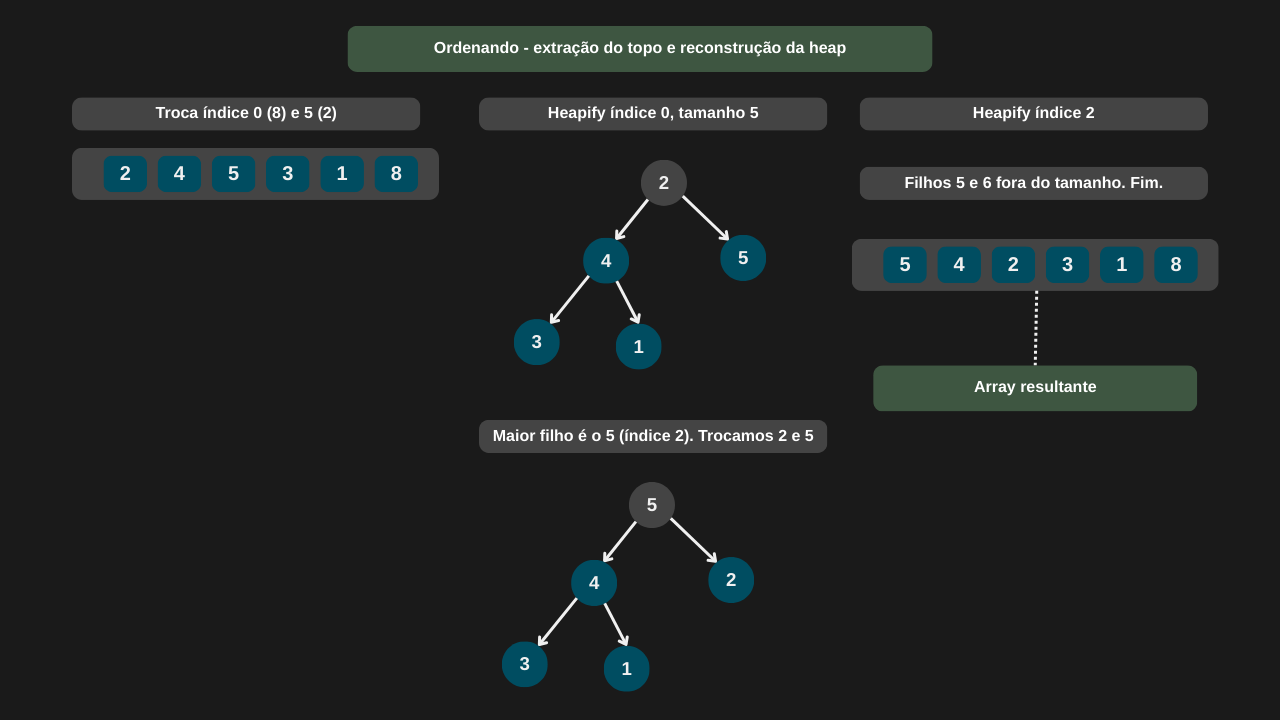 Ordenando - extração do topo e reconstrução da heap
Troca índice 0 (8) e 5 (2)
2 4 5 3 1 8
Heapify índice 0, tamanho 5
2
4 5
3 1
Maior filho é o 5 (índice 2). Trocamos 2 e 5
5
4 2
3 1
Heapify índice 2
Filhos 5 e 6 fora do tamanho. Fim.
5 4 2 3 1 8
Array resultante